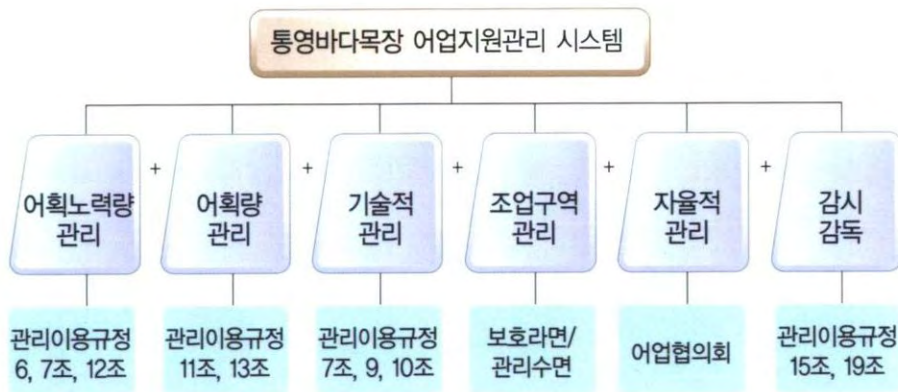 통영바다목장 어업지원관리 시스템
어획노력량
관리
+
어획량
관리
+
기술적
관리
+
조업구역
관리
+
자율적
관리
+
감시
감독
관리이용규정
6, 7조, 12조
관리이용규정
11조, 13조
관리이용규정
7조, 9, 10조
보호라면/
관리수면
어업협의회
관리이용규정
15조, 19조